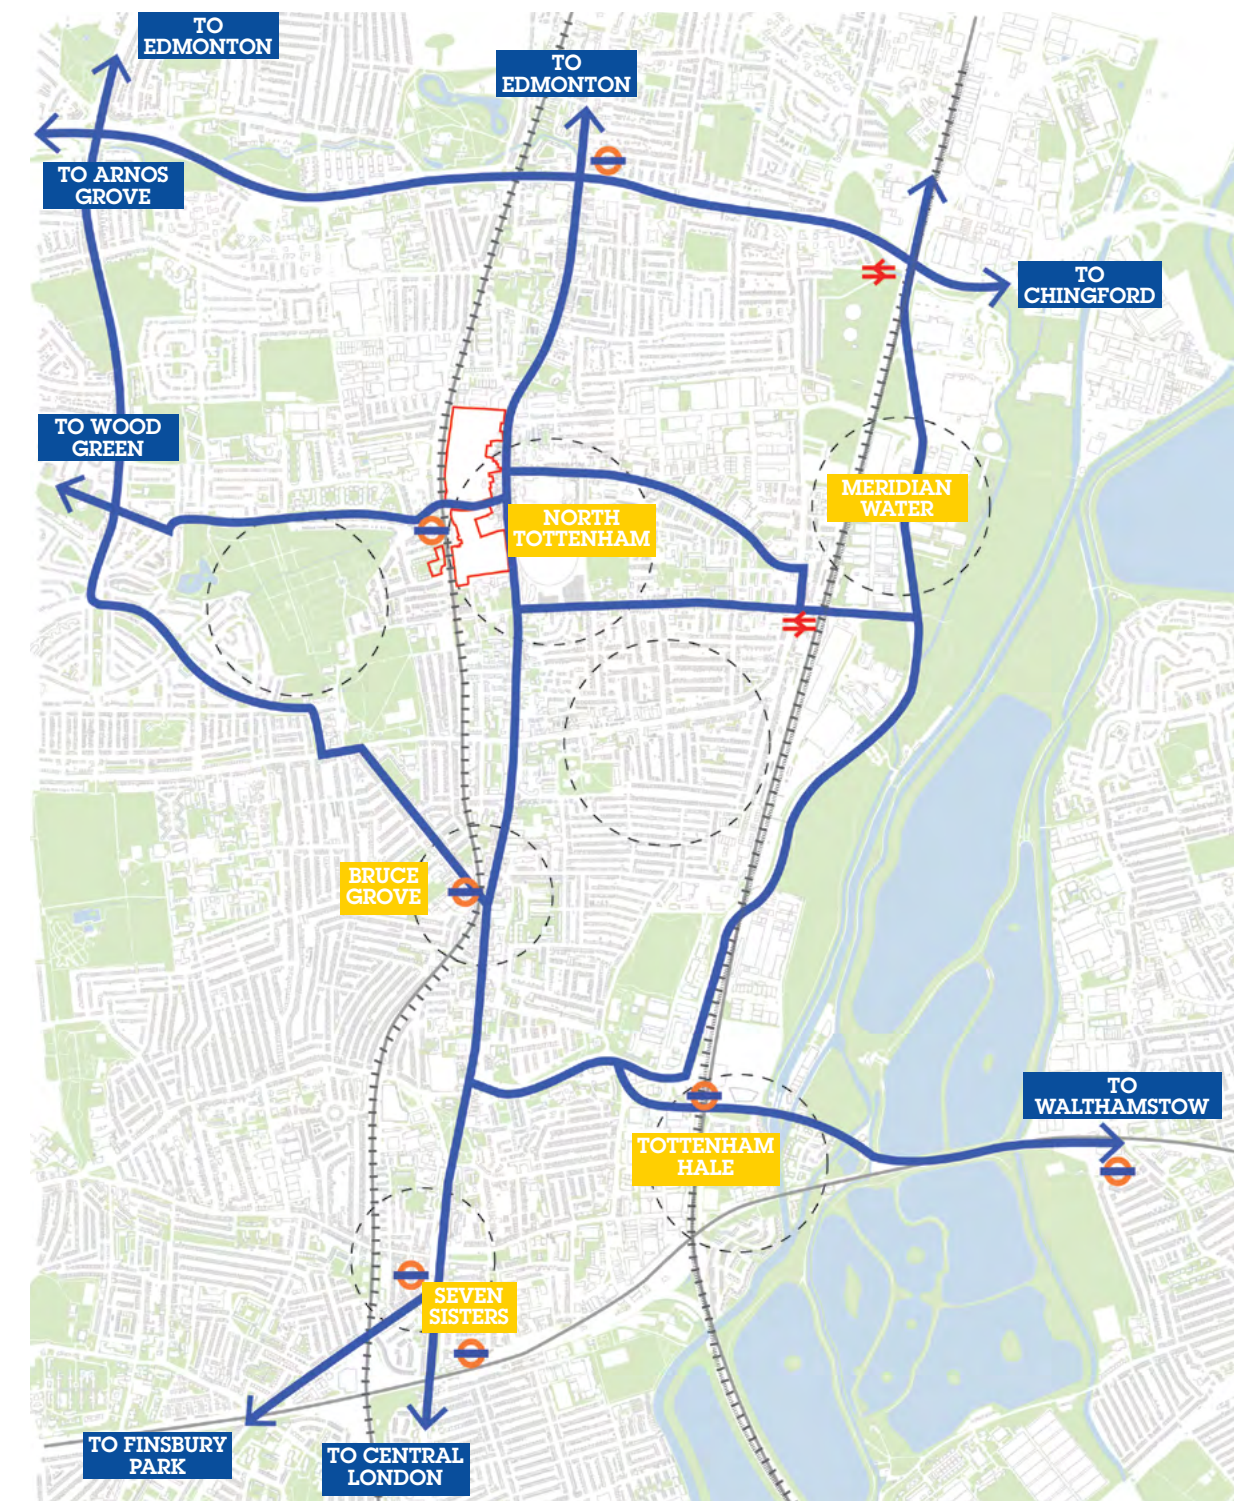 TO
EDMONTON
TO
EDMONTON
TO ARNOS
GROVE
TO
CHINGFORD
TO WOOD
GREEN
MERIDIAN
WATER
NORTH
TOTTENHAM
BRUCE
GROVE
TO
WALTHAMSTOW
TOTTENHAM
HALE
SEVEN
SISTERS
TO FINSBURY
PARK
TO CENTRAL
LONDON